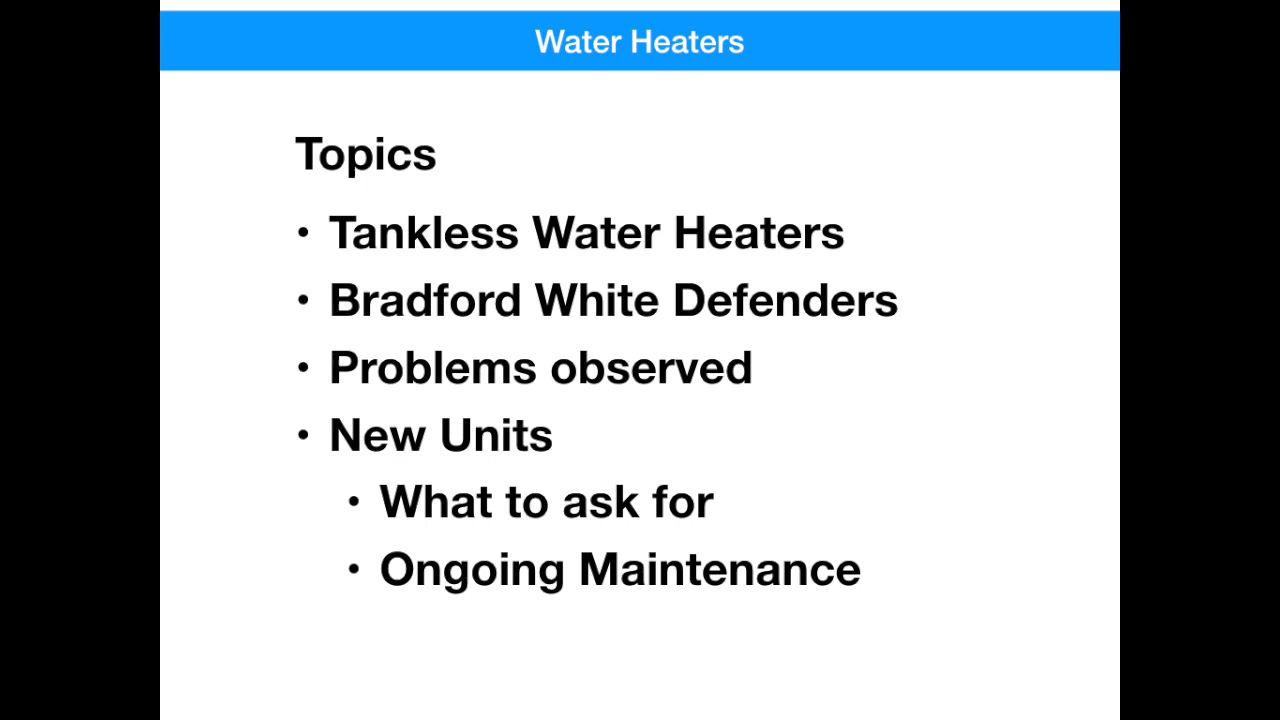 Water Heaters
Topics
• Tankless Water Heaters
• Bradford White Defenders
• Problems observed
• New Units
• What to ask for
• Ongoing Maintenance